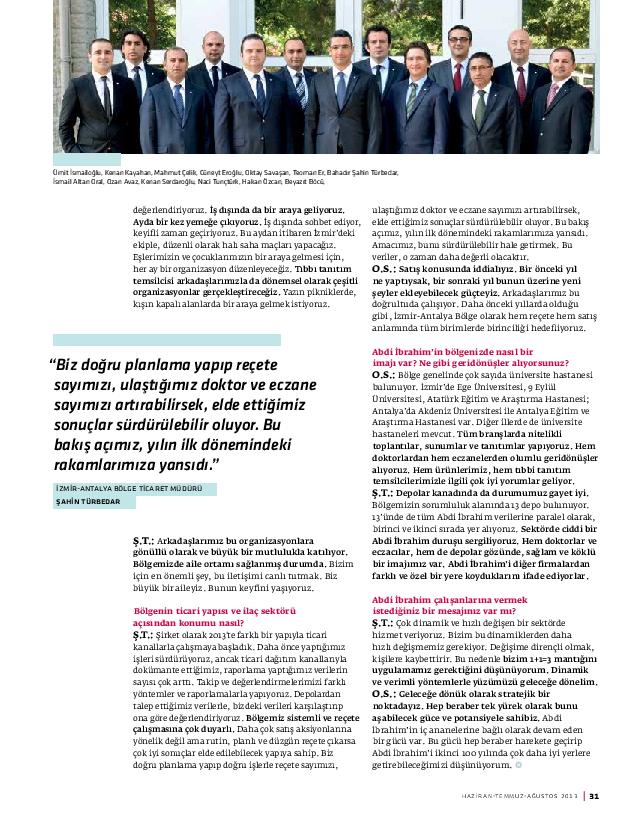 Ümit İsmailoğlu, Kenan Kayahan, Mahmut Çelik, Cüneyt Eroğlu, Oktay Savaşan, Teoman Er, Bahadır Şahin Türbedar,
İsmail Altan Oral, Ozan Avaz, Kenan Serdaroğlu, Naci Tunçtürk, Hakan Özcan, Beyazıt Böcü,
değerlendiriyoruz. İş dışında da bir araya geliyoruz.
Ayda bir kez yemeğe çıkıyoruz. İş dışında sohbet ediyor,
keyifli zaman geçiriyoruz. Bu aydan itibaren İzmir'deki
ekiple, düzenli olarak halı saha maçları yapacağız.
Eşlerimizin ve çocuklarımızın bir araya gelmesi için,
her ay bir organizasyon düzenleyeceğiz. Tıbbı tanıtım
temsilcisi arkadaşlarımızla da dönemsel olarak çeşitli
organizasyonlar gerçekleştireceğiz. Yazın pikniklerde,
kışın kapalı alanlarda bir araya gelmek istiyoruz.
“Biz doğru planlama yapıp reçete
sayımızı, ulaştığımız doktor ve eczane
sayımızı artırabilirsek, elde ettiğimiz
sonuçlar sürdürülebilir oluyor. Bu
bakış açımız, yılın ilk dönemindeki
rakamlarımıza yansıdı.”
İZMİR-ANTALYA BÖLGE TİCARET MÜDÜRÜ
ŞAHİN TÜRBEDAR
Ş.T.: Arkadaşlarımız bu organizasyonlara
gönüllü olarak ve büyük bir mutlulukla katılıyor.
Bölgemizde aile ortamı sağlanmış durumda. Bizim
için en önemli şey, bu iletişimi canlı tutmak. Biz
büyük bir aileyiz. Bunun keyfini yaşıyoruz.
Bölgenin ticari yapısı ve ilaç sektörü
açısından konumu nasıl?
Ş.T.: Şirket olarak 2013'te farklı bir yapıyla ticari
kanallarla çalışmaya başladık. Daha önce yaptığımız
işleri sürdürüyoruz, ancak ticari dağıtım kanallarıyla
dokümante ettiğimiz, raporlama yaptığımız verilerin
sayısı çok arttı. Takip ve değerlendirmelerimizi farklı
yöntemler ve raporlamalarla yapıyoruz. Depolardan
talep ettiğimiz verilerle, bizdeki verileri karşılaştırıp
ona göre değerlendiriyoruz. Bölgemiz sistemli ve reçete
çalışmasına çok duyarlı. Daha çok satış aksiyonlarına
yönelik değil ama rutin, planlı ve düzgün reçete çıkarsa
çok iyi sonuçlar elde edilebilecek yapıya sahip. Biz
doğru planlama yapıp doğru işlerle reçete sayımızı,
ulaştığımız doktor ve eczane sayımızı artırabilirsek,
elde ettiğimiz sonuçlar sürdürülebilir oluyor. Bu bakış
açımız, yılın ilk dönemindeki rakamlarımıza yansıdı.
Amacımız, bunu sürdürülebilir hale getirmek. Bu
veriler, o zaman daha değerli olacaktır.
O.S.: Satış konusunda iddialıyız. Bir önceki yıl
ne yaptıysak, bir sonraki yıl bunun üzerine yeni
şeyler ekleyebilecek güçteyiz. Arkadaşlarımız bu
doğrultuda çalışıyor. Daha önceki yıllarda olduğu
gibi, İzmir-Antalya Bölge olarak hem reçete hem satış
anlamında tüm birimlerde birinciliği hedefliyoruz.
Abdi İbrahim'in bölgenizde nasıl bir
imajı var? Ne gibi geridönüşler alıyorsunuz?
O.S.: Bölge genelinde çok sayıda üniversite hastanesi
bulunuyor. İzmir'de Ege Üniversitesi, 9 Eylül
Üniversitesi, Atatürk Eğitim ve Araştırma Hastanesi;
Antalya'da Akdeniz Üniversitesi ile Antalya Eğitim ve
Araştırma Hastanesi var. Diğer illerde de üniversite
hastaneleri mevcut. Tüm branşlarda nitelikli
toplantılar, sunumlar ve tanıtımlar yapıyoruz. Hem
doktorlardan hem eczanelerden olumlu geridönüşler
alıyoruz. Hem ürünlerimiz, hem tıbbi tanıtım
temsilcilerimizle ilgili çok iyi yorumlar geliyor.
Ş.T.: Depolar kanadında da durumumuz gayet iyi.
Bölgemizin sorumluluk alanında 13 depo bulunuyor.
13'ünde de tüm Abdi İbrahim verilerine paralel olarak,
birinci ve ikinci sırada yer alıyoruz. Sektörde ciddi bir
Abdi İbrahim duruşu sergiliyoruz. Hem doktorlar ve
eczacılar, hem de depolar gözünde, sağlam ve köklü
bir imajımız var. Abdi İbrahim'i diğer firmalardan
farklı ve özel bir yere koyduklarını ifade ediyorlar.
Abdi İbrahim çalışanlarına vermek
istediğiniz bir mesajınız var mı?
Ş.T.: Çok dinamik ve hızlı değişen bir sektörde
hizmet veriyoruz. Bizim bu dinamiklerden daha
hızlı değişmemiz gerekiyor. Değişime dirençli olmak,
kişilere kaybettirir. Bu nedenle bizim 1+1=3 mantığını
uygulamamız gerektiğini düşünüyorum. Dinamik
ve verimli yöntemlerle yüzümüzü geleceğe dönelim.
O.S.: Geleceğe dönük olarak stratejik bir
noktadayız. Hep beraber tek yürek olarak bunu
aşabilecek güce ve potansiyele sahibiz. Abdi
İbrahim'in iç ananelerine bağlı olarak devam eden
bir gücü var. Bu gücü hep beraber harekete geçirip
Abdi İbrahim'i ikinci 100 yılında çok daha iyi yerlere
getirebileceğimizi düşünüyorum.
HAZİRAN-TEMMUZ-AĞUSTOS 2013 | 31